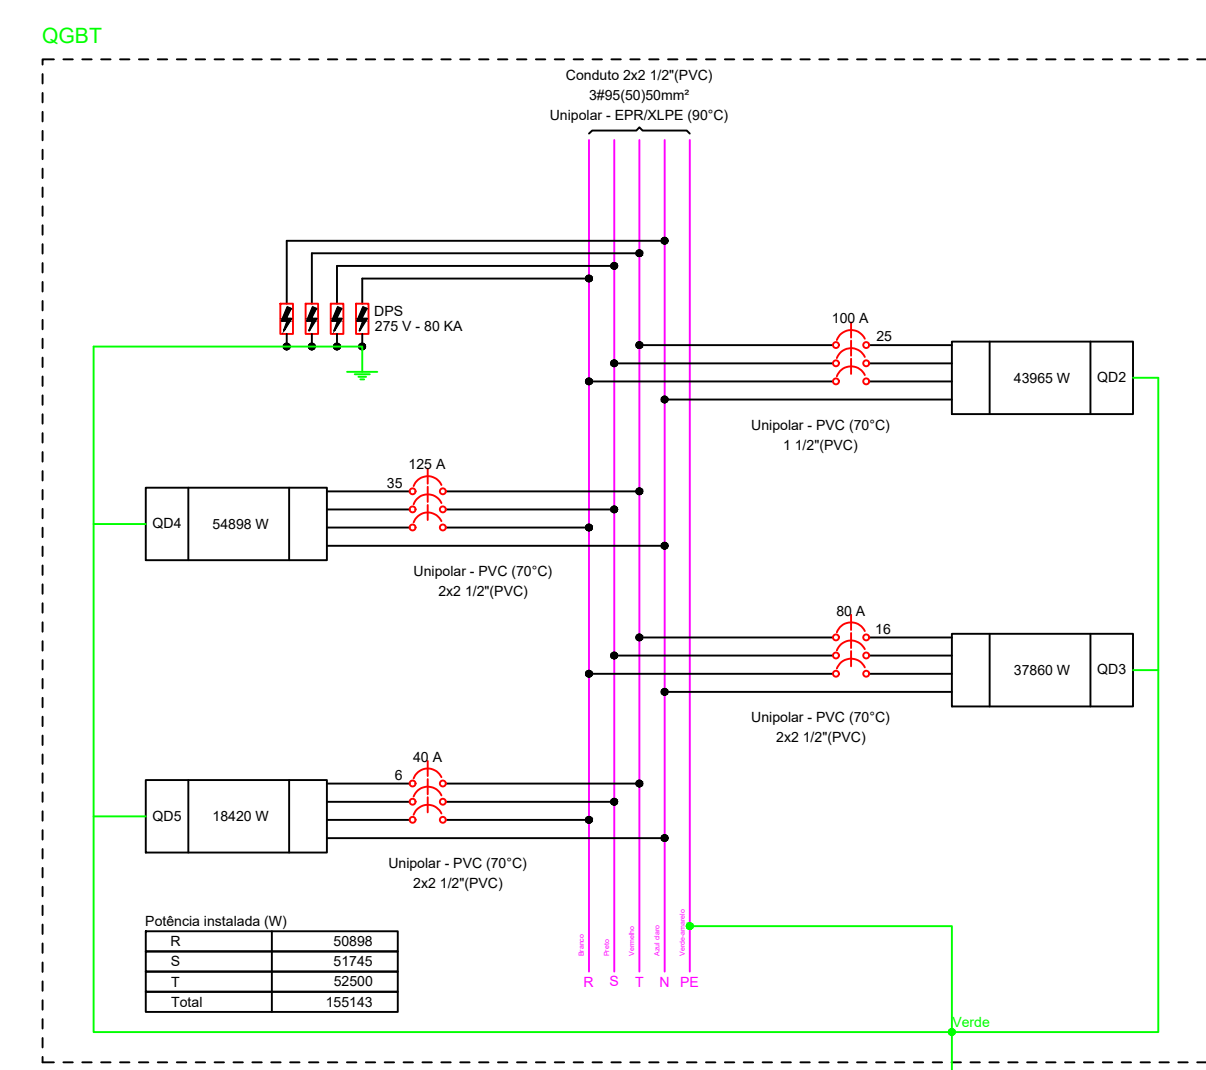 QGBT
Conduto 2x2 1/2"(PVC)
3#95(50)50mm²
Unipolar - EPR/XLPE (90°C)
DPS
275 V - 80 KA
100 A
25
43965 W
QD2
Unipolar - PVC (70°C)
1 1/2"(PVC)
125 A
35
QD4
54898 W
Unipolar - PVC (70°C)
2x2 1/2"(PVC)
80 A
16
37860 W
QD3
Unipolar - PVC (70°C)
2x2 1/2"(PVC)
40 A
6
QD5
18420 W
Unipolar - PVC (70°C)
2x2 1/2"(PVC)
Potência instalada (W)
R 50898
S 51745
T 52500
Total 155143
Branco
Preto
Vermelho
Azul claro
Verde-amarelo
R S T N PE
Verde